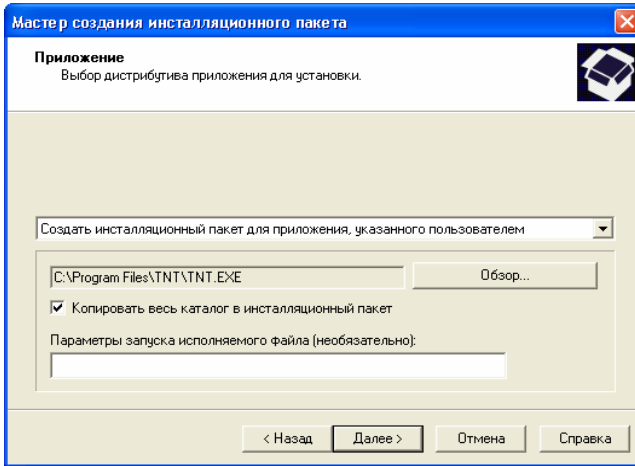 Мастер создания инсталляционного пакета
Приложение
Выбор дистрибутива приложения для установки.
Создать инсталляционный пакет для приложения, указанного пользователем
C:\Program Files\TNT\TNT.EXE
Обзор...
Копировать весь каталог в инсталляционный пакет
Параметры запуска исполняемого файла (необязательно):
< Назад Далее > Отмена Справка